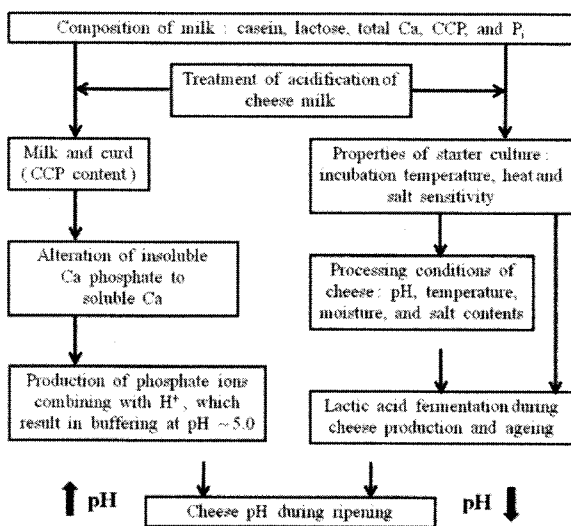 Composition of milk : casein, lactose, total Ca, CCP, and Pi
Treatment of acidification of
cheese milk
Milk and curd
(CCP content)
Properties of starter culture :
incubation temperature, heat and
salt sensitivity
Alteration of insoluble
Ca phosphate to
soluble Ca
Processing conditions of
cheese : pH, temperature,
moisture, and salt contents
Production of phosphate ions
combining with H+, which
result in buffering at pH ~5.0
Lactic acid fermentation during
cheese production and ageing
pH
Cheese pH during ripening
pH